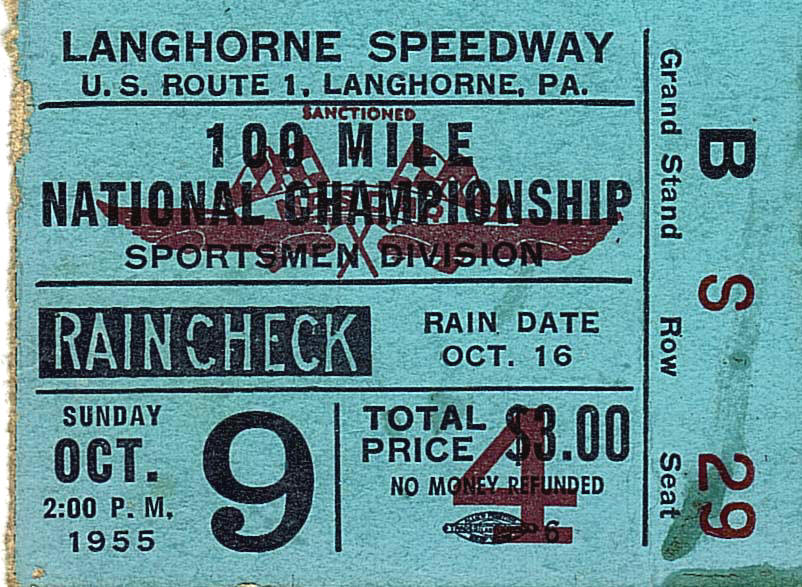 LANGHORNE SPEEDWAY
U. S. ROUTE 1, LANGHORNE, PA.
SANCTIONED
100 MILE
NATIONAL CHAMPIONSHIP
SPORTSMEN DIVISION
RAIN CHECK
RAIN DATE
OCT. 16
SUNDAY
OCT.
2:00 P. M.
1955
9
TOTAL
PRICE
$3.00
4
NO MONEY REFUNDED
6
Grand Stand
B
Row
S
Seat
29